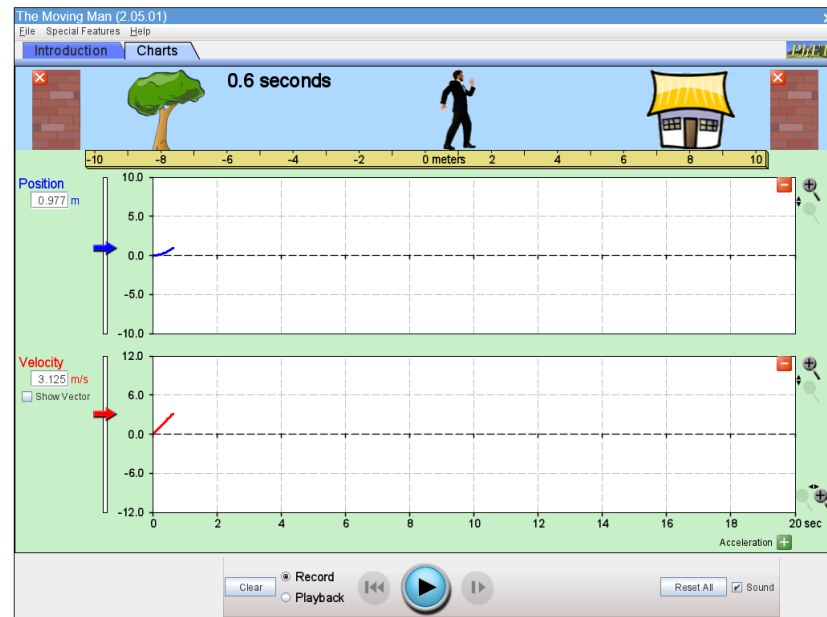 The Moving Man (2.05.01)
File Special Features Help
Introduction Charts
PhET
0.6 seconds
-10 -8 -6 -4 -2 0 meters 2 4 6 8 10
Position
0.977 m
10.0
5.0
0.0
-5.0
-10.0
Velocity
3.125 m/s
Show Vector
12.0
6.0
0.0
-6.0
-12.0
0 2 4 6 8 10 12 14 16 18 20 sec
Acceleration
Clear
Record
Playback
Reset All
Sound